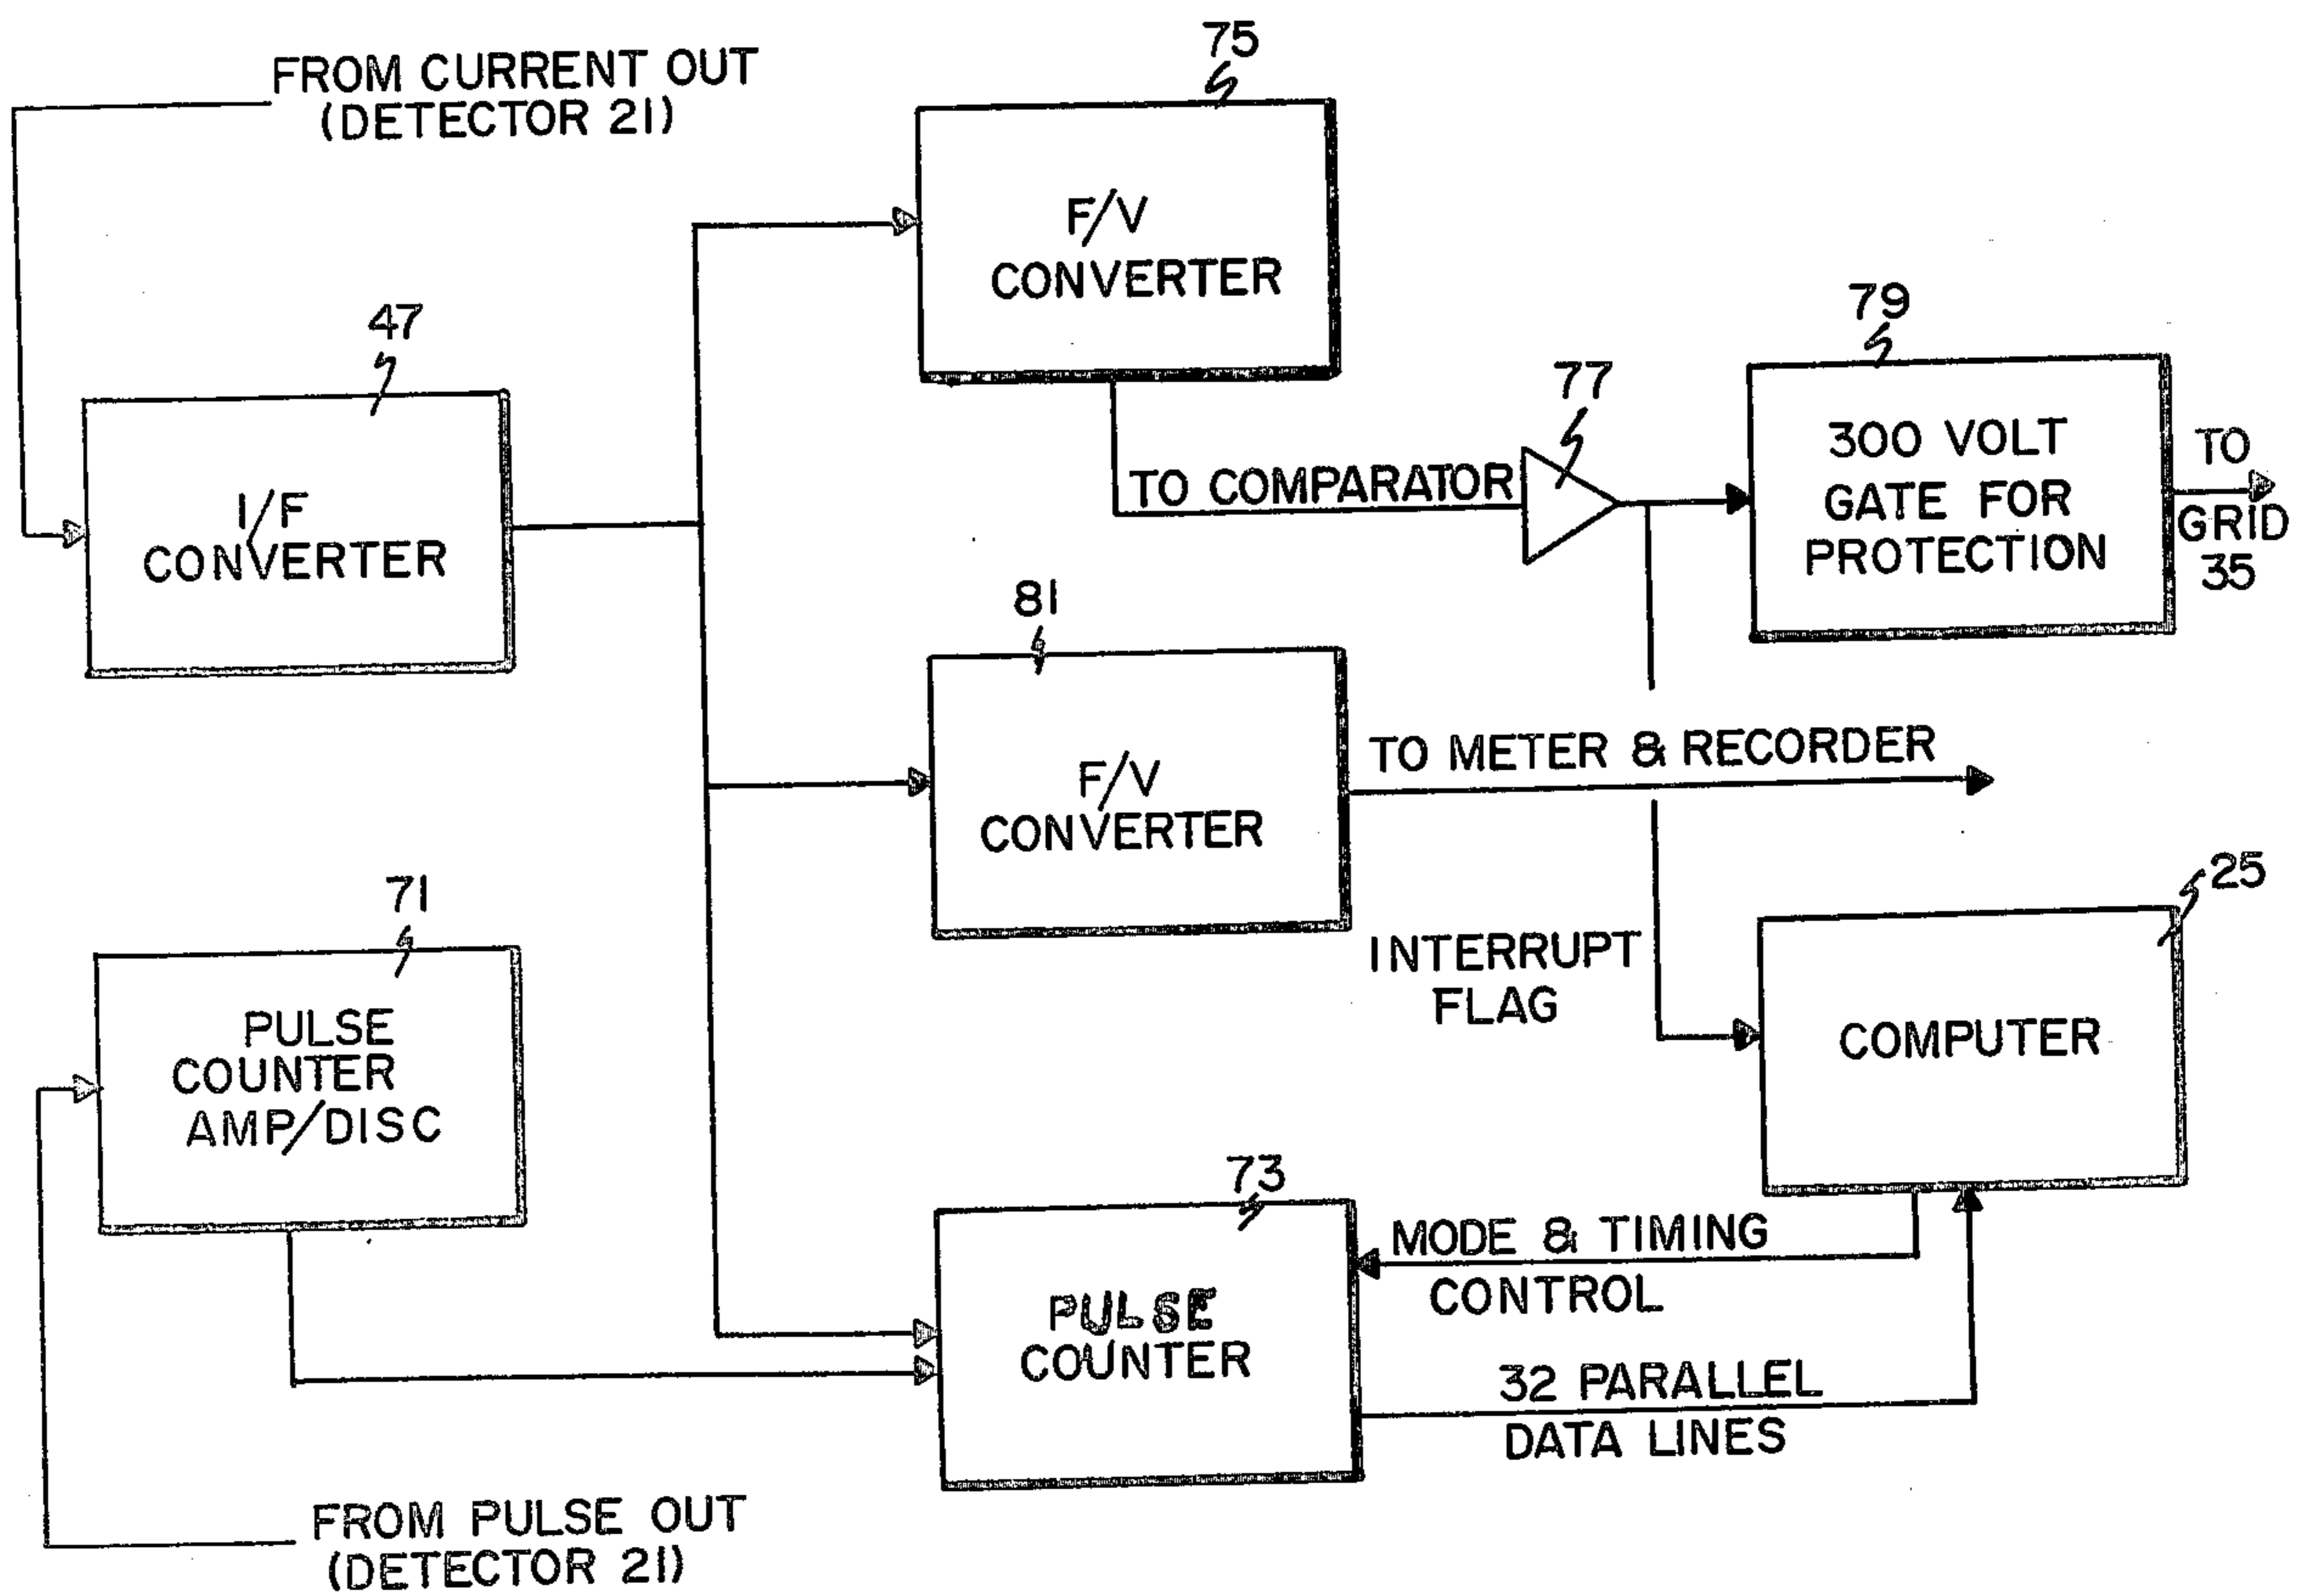 75
FROM CURRENT OUT
(DETECTOR 21)
F/V
CONVERTER
47
79
77
300 VOLT
GATE FOR
PROTECTION
TO
GRID
35
TO COMPARATOR
I/F
CONVERTER
81
TO METER & RECORDER
F/V
CONVERTER
71
25
INTERRUPT
FLAG
COMPUTER
PULSE
COUNTER
AMP/DISC
73
MODE & TIMING
CONTROL
PULSE
COUNTER
32 PARALLEL
DATA LINES
FROM PULSE OUT
(DETECTOR 21)